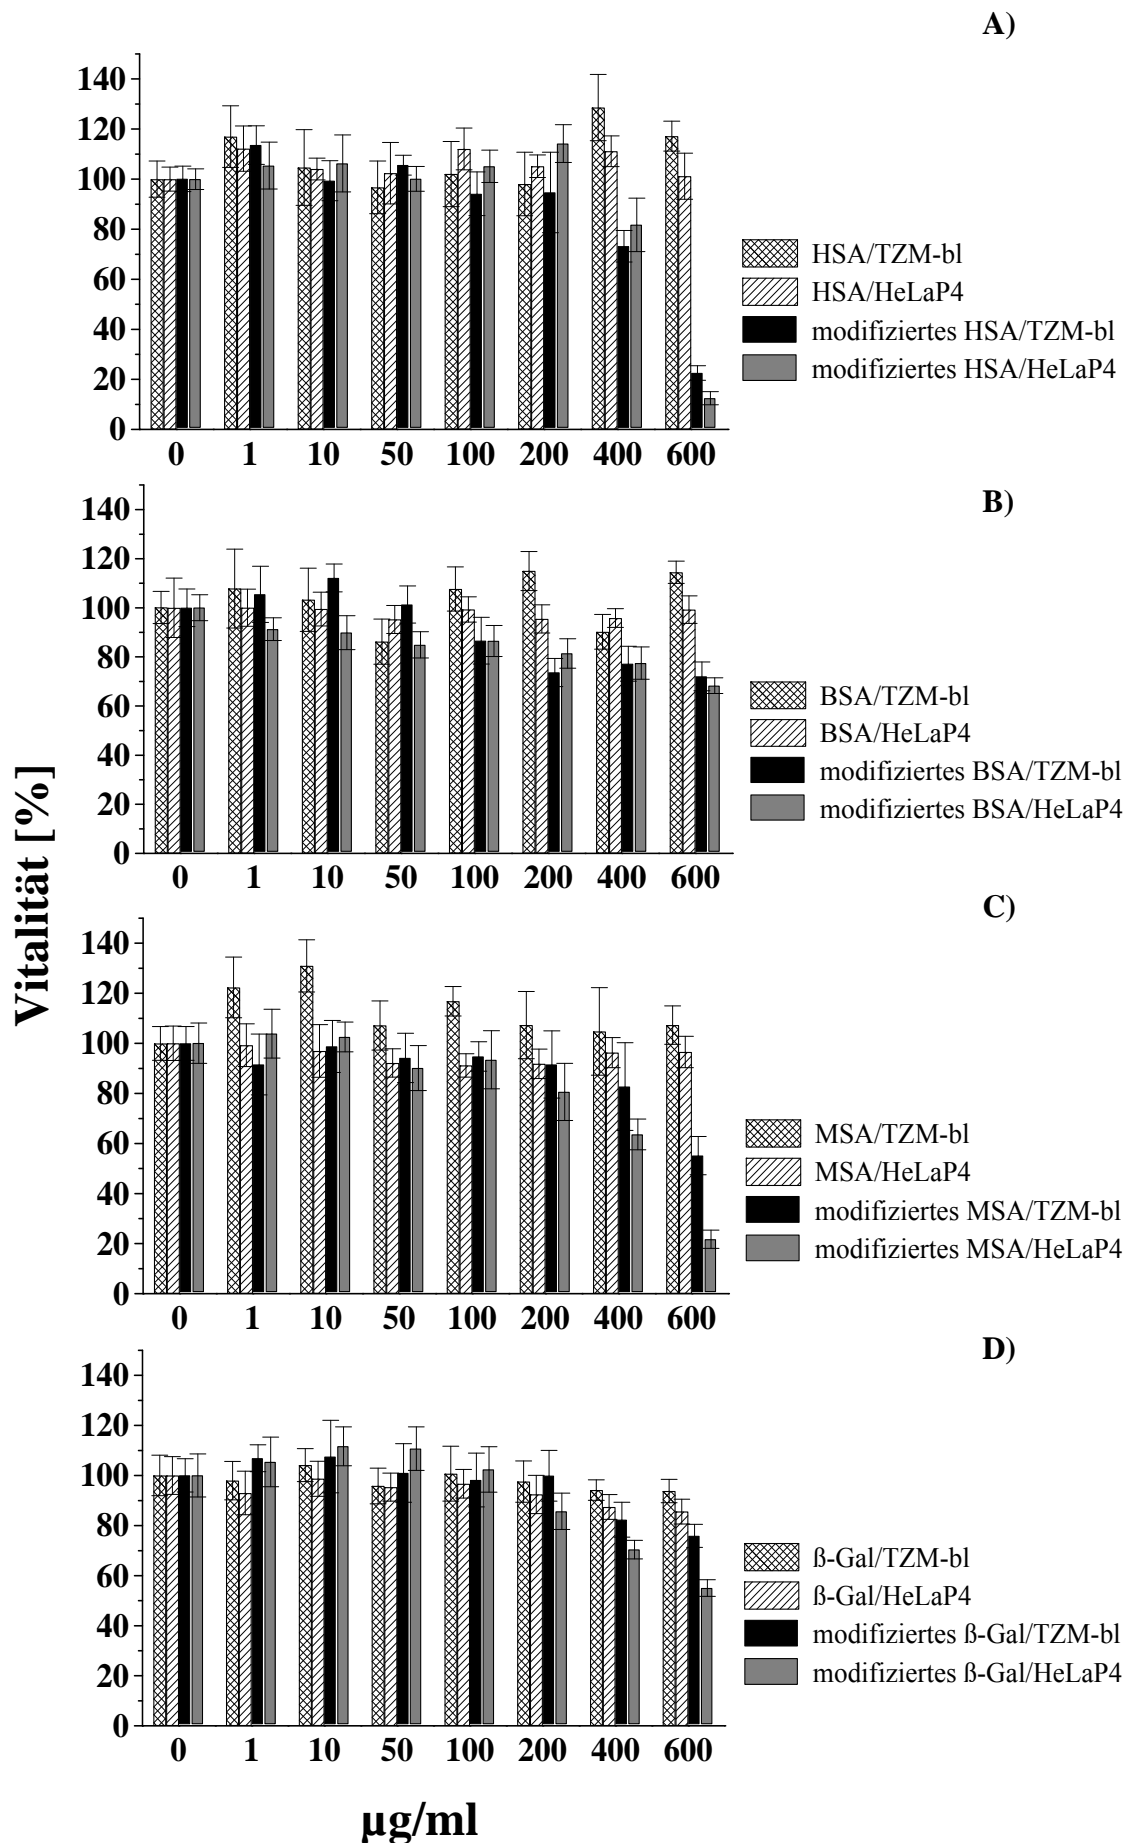 A)
140
120
100
80
60
40
20
0
0 1 10 50 100 200 400 600
HSA/TZM-bl
HSA/HeLaP4
modifiziertes HSA/TZM-bl
modifiziertes HSA/HeLaP4
B)
140
120
100
80
60
40
20
0
0 1 10 50 100 200 400 600
BSA/TZM-bl
BSA/HeLaP4
modifiziertes BSA/TZM-bl
modifiziertes BSA/HeLaP4
Vitalität [%]
C)
140
120
100
80
60
40
20
0
0 1 10 50 100 200 400 600
MSA/TZM-bl
MSA/HeLaP4
modifiziertes MSA/TZM-bl
modifiziertes MSA/HeLaP4
D)
140
120
100
80
60
40
20
0
0 1 10 50 100 200 400 600
ß-Gal/TZM-bl
ß-Gal/HeLaP4
modifiziertes ß-Gal/TZM-bl
modifiziertes ß-Gal/HeLaP4
µg/ml